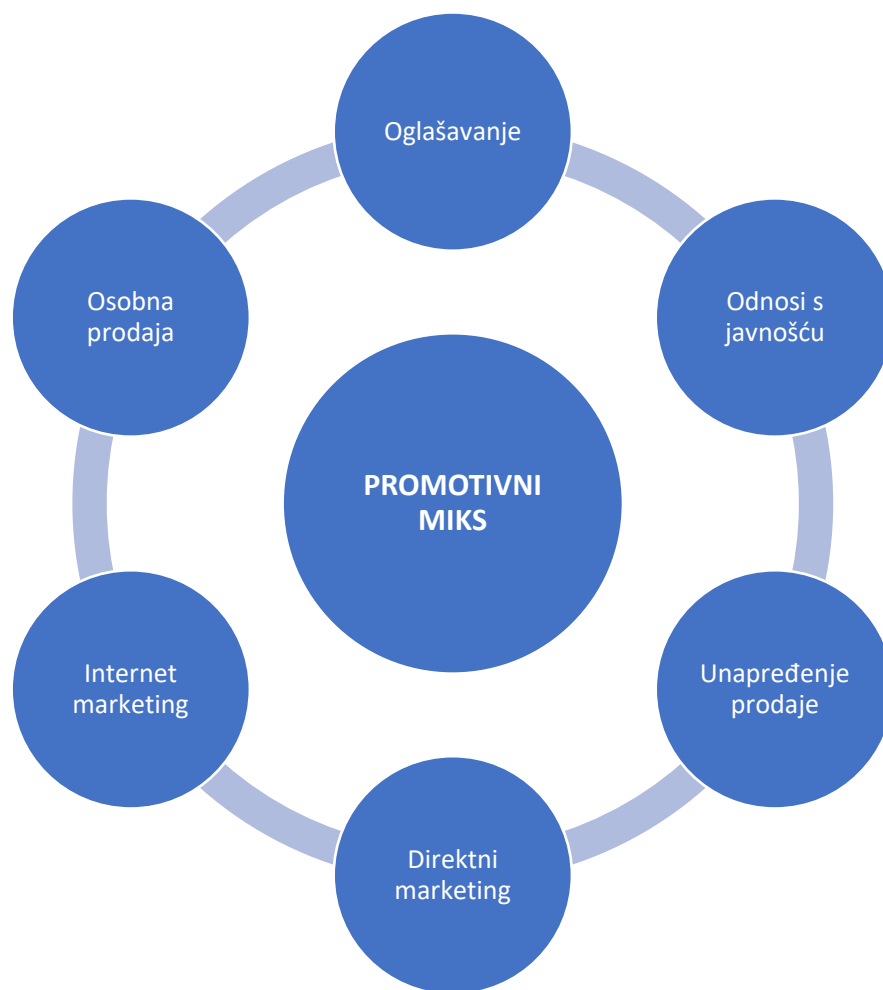 Oglašavanje
Odnosi s
javnošću
Unapređenje
prodaje
Direktni
marketing
Internet
marketing
Osobna
prodaja
PROMOTIVNI
MIKS